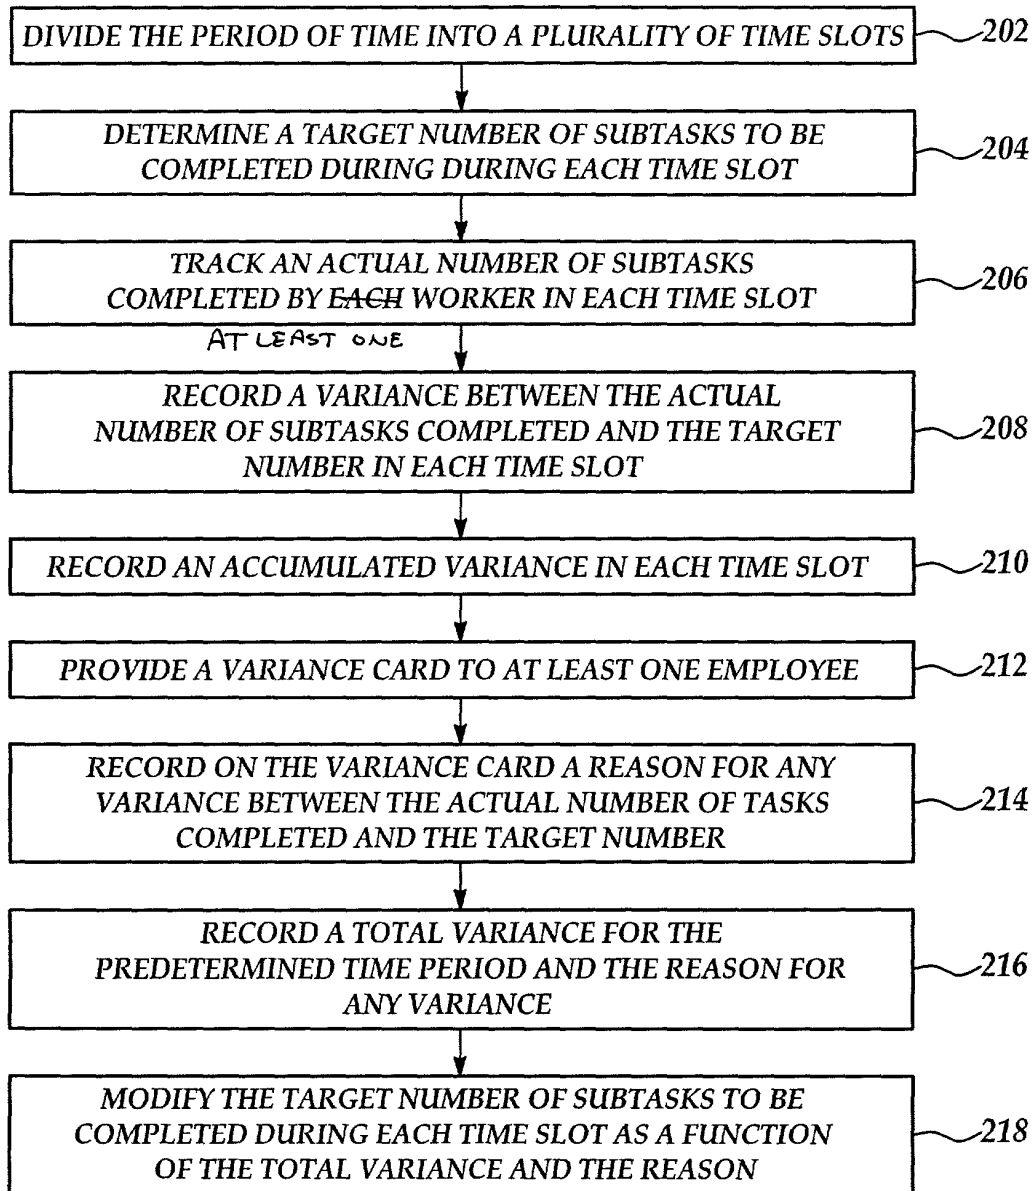 DIVIDE THE PERIOD OF TIME INTO A PLURALITY OF TIME SLOTS 202
DETERMINE A TARGET NUMBER OF SUBTASKS TO BE
COMPLETED DURING DURING EACH TIME SLOT
204
TRACK AN ACTUAL NUMBER OF SUBTASKS
COMPLETED BY EACH WORKER IN EACH TIME SLOT
206
AT LEAST ONE
RECORD A VARIANCE BETWEEN THE ACTUAL
NUMBER OF SUBTASKS COMPLETED AND THE TARGET
NUMBER IN EACH TIME SLOT
208
RECORD AN ACCUMULATED VARIANCE IN EACH TIME SLOT 210
PROVIDE A VARIANCE CARD TO AT LEAST ONE EMPLOYEE 212
RECORD ON THE VARIANCE CARD A REASON FOR ANY
VARIANCE BETWEEN THE ACTUAL NUMBER OF TASKS
COMPLETED AND THE TARGET NUMBER
214
RECORD A TOTAL VARIANCE FOR THE
PREDETERMINED TIME PERIOD AND THE REASON FOR
ANY VARIANCE
216
MODIFY THE TARGET NUMBER OF SUBTASKS TO BE
COMPLETED DURING EACH TIME SLOT AS A FUNCTION
OF THE TOTAL VARIANCE AND THE REASON
218